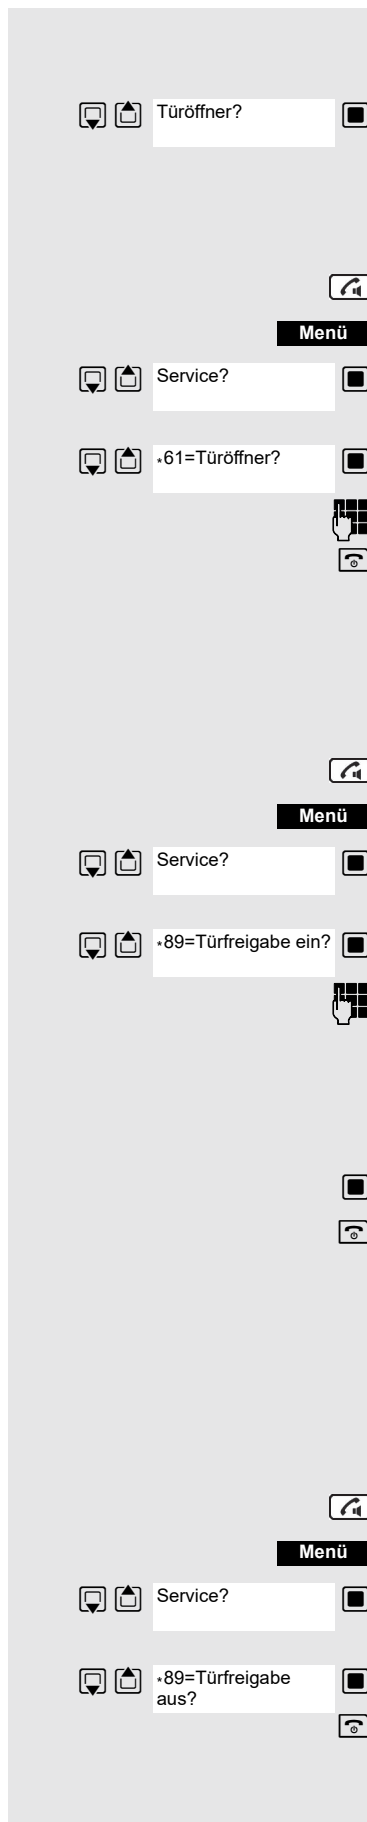 Türöffner?
Menü
Service?
*61=Türöffner?
Menü
Service?
*89=Türfreigabe ein?
Menü
Service?
*89=Türfreigabe
aus?